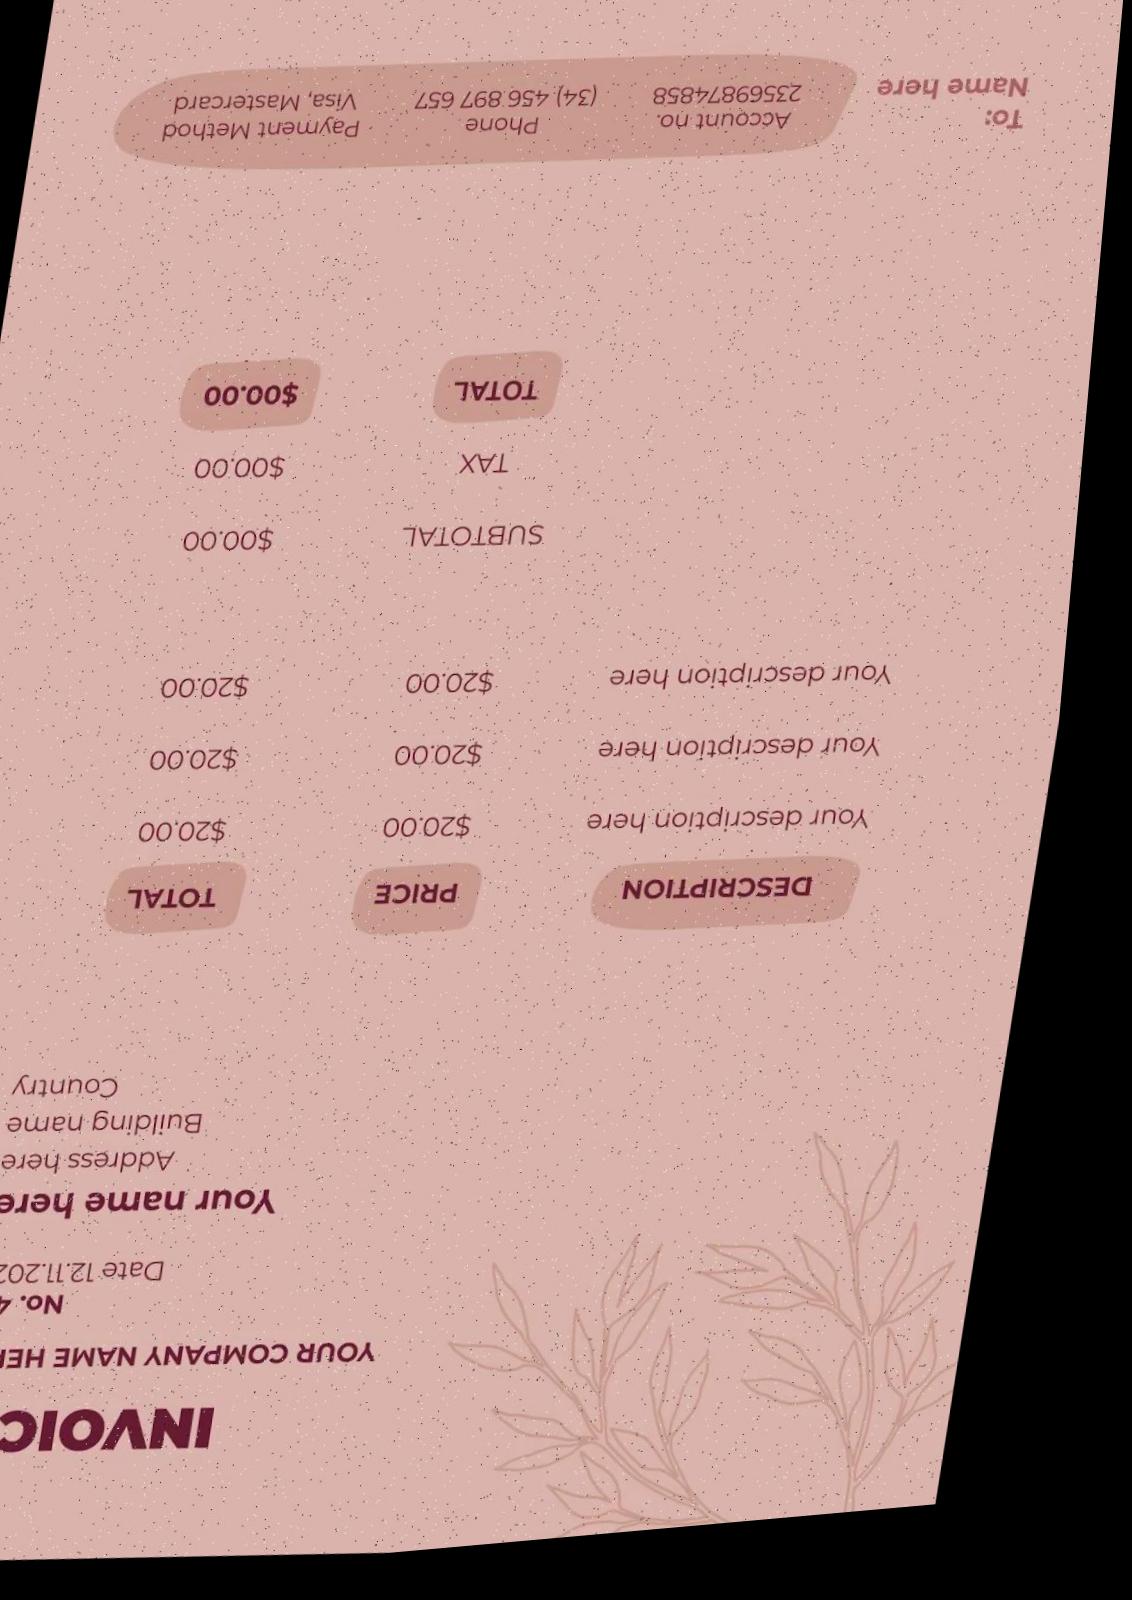 INVOIC
YOUR COMPANY NAME HE
No. 4
Date 12.11.202
Your name here
Address here
Building name
Country
DESCRIPTION PRICE TOTAL
Your description here $20.00 $20.00
Your description here $20.00 $20.00
Your description here $20.00 $20.00
SUBTOTAL $00.00
TAX $00.00
TOTAL $00.00
To:
Name here
Account no.
23569874858
Phone
(34) 456 897 657
Payment Method
Visa, Mastercard